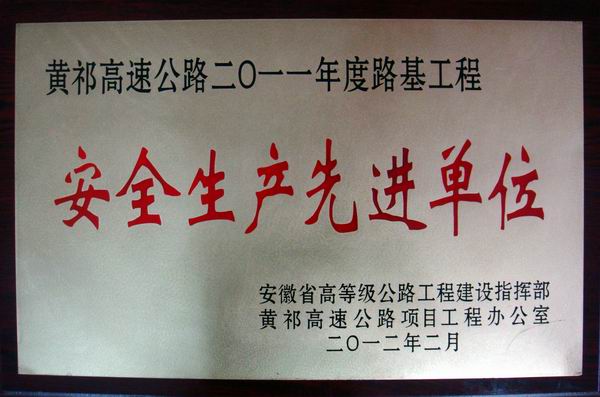 黄祁高速公路二〇一一年度路基工程
安全生产先进单位
安徽省高等级公路工程建设指挥部
黄祁高速公路项目工程办公室
二〇一二年二月